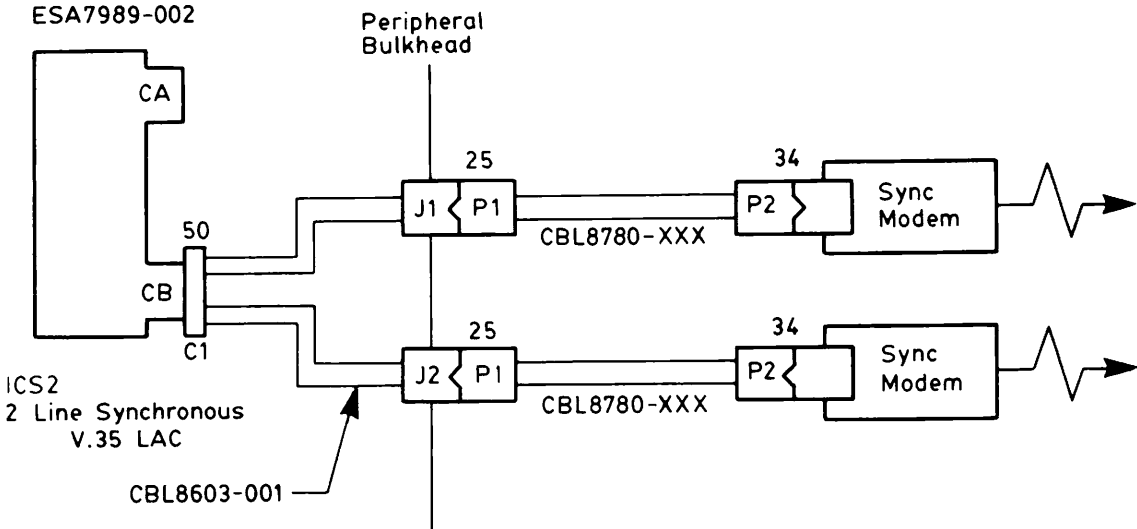 ESA7989-002
Peripheral
Bulkhead
CA
25
34
J1
P1
P2
Sync
Modem
CBL8780-XXX
50
CB
C1
25
34
J2
P1
P2
Sync
Modem
CBL8780-XXX
ICS2
2 Line Synchronous
V.35 LAC
CBL8603-001